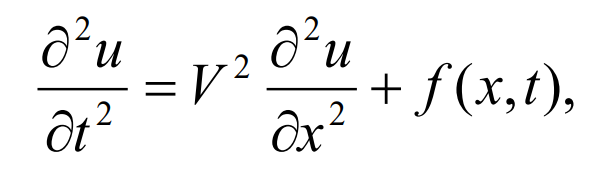 ∂²u/∂t² = V² ∂²u/∂x² + f(x,t),